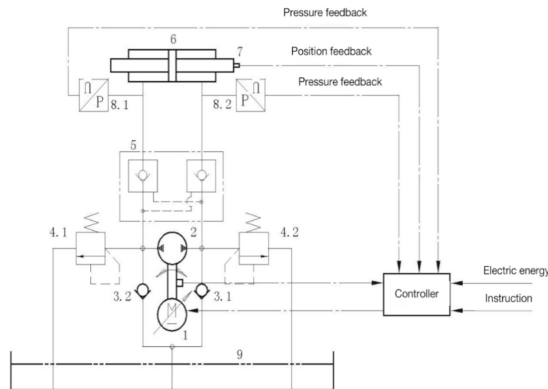 Pressure feedback
6
7
Position feedback
Pressure feedback
n
P
8.1
8.2
n
P
5
4.1
2
4.2
Electric energy
Controller
Instruction
3.2
3.1
M
1
9